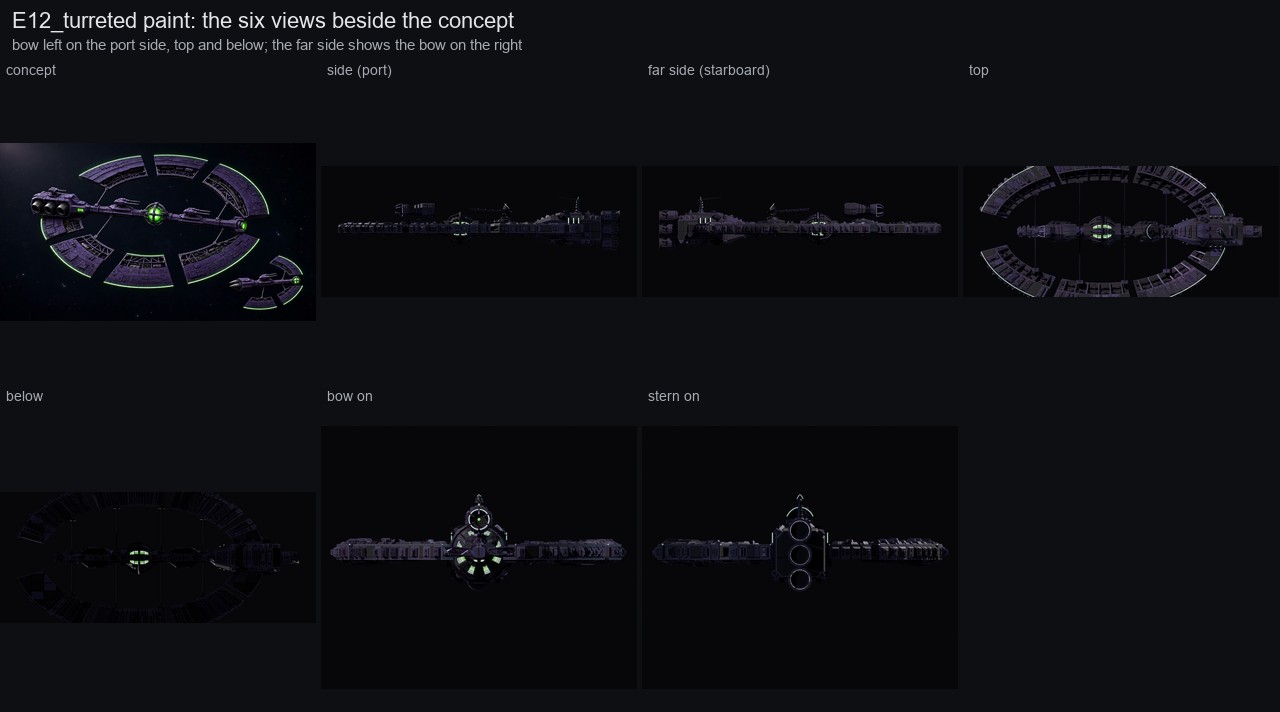 E12_turreted paint: the six views beside the concept
bow left on the port side, top and below; the far side shows the bow on the right
concept
side (port)
far side (starboard)
top
below
bow on
stern on